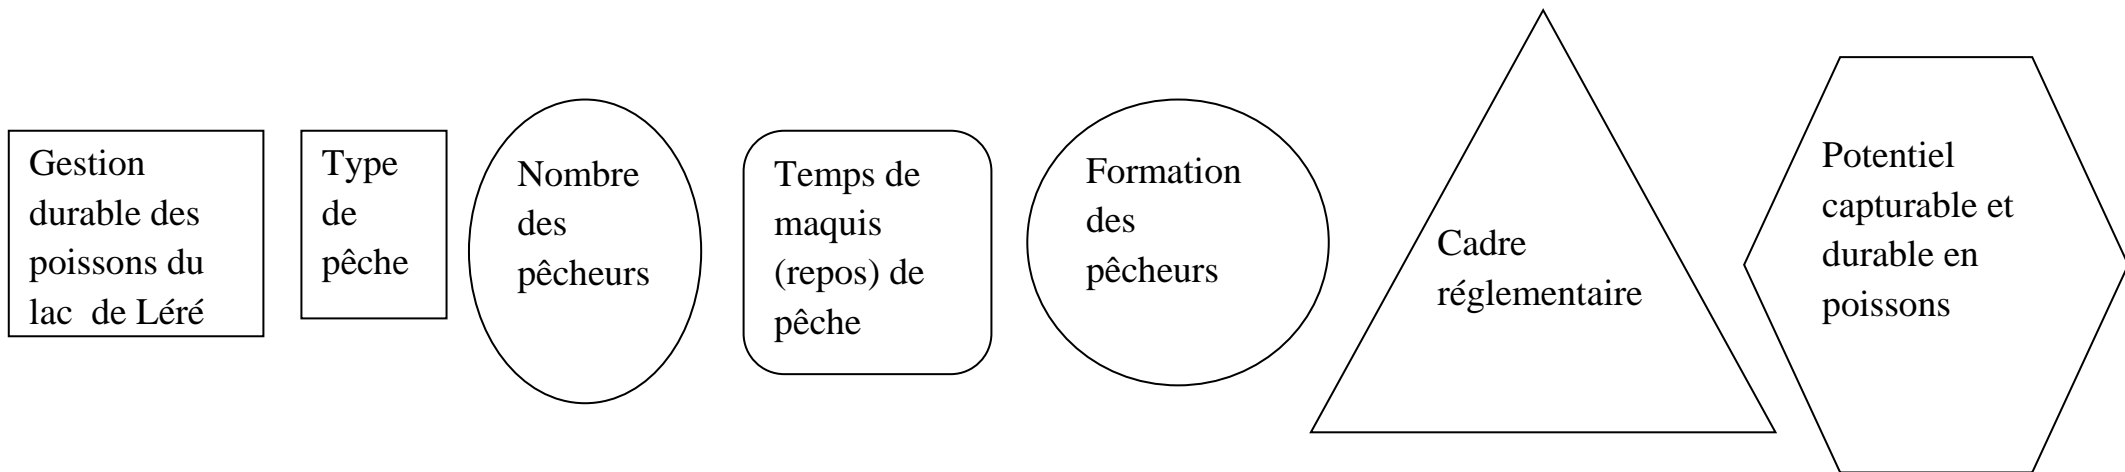 Gestion
durable des
poissons du
lac de Léré
Type
de
pêche
Nombre
des
pêcheurs
Temps de
maquis
(repos) de
pêche
Formation
des
pêcheurs
Cadre
réglementaire
Potentiel
capturable et
durable en
poissons